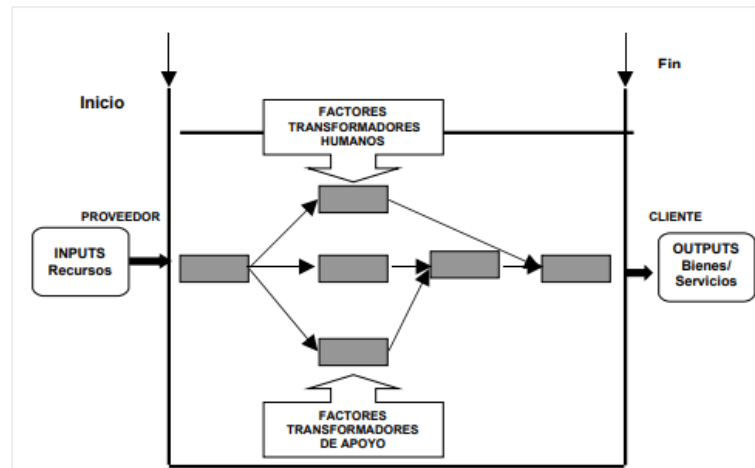 Fin
Inicio
FACTORES
TRANSFORMADORES
HUMANOS
PROVEEDOR
CLIENTE
INPUTS
Recursos
OUTPUTS
Bienes/
Servicios
FACTORES
TRANSFORMADORES
DE APOYO